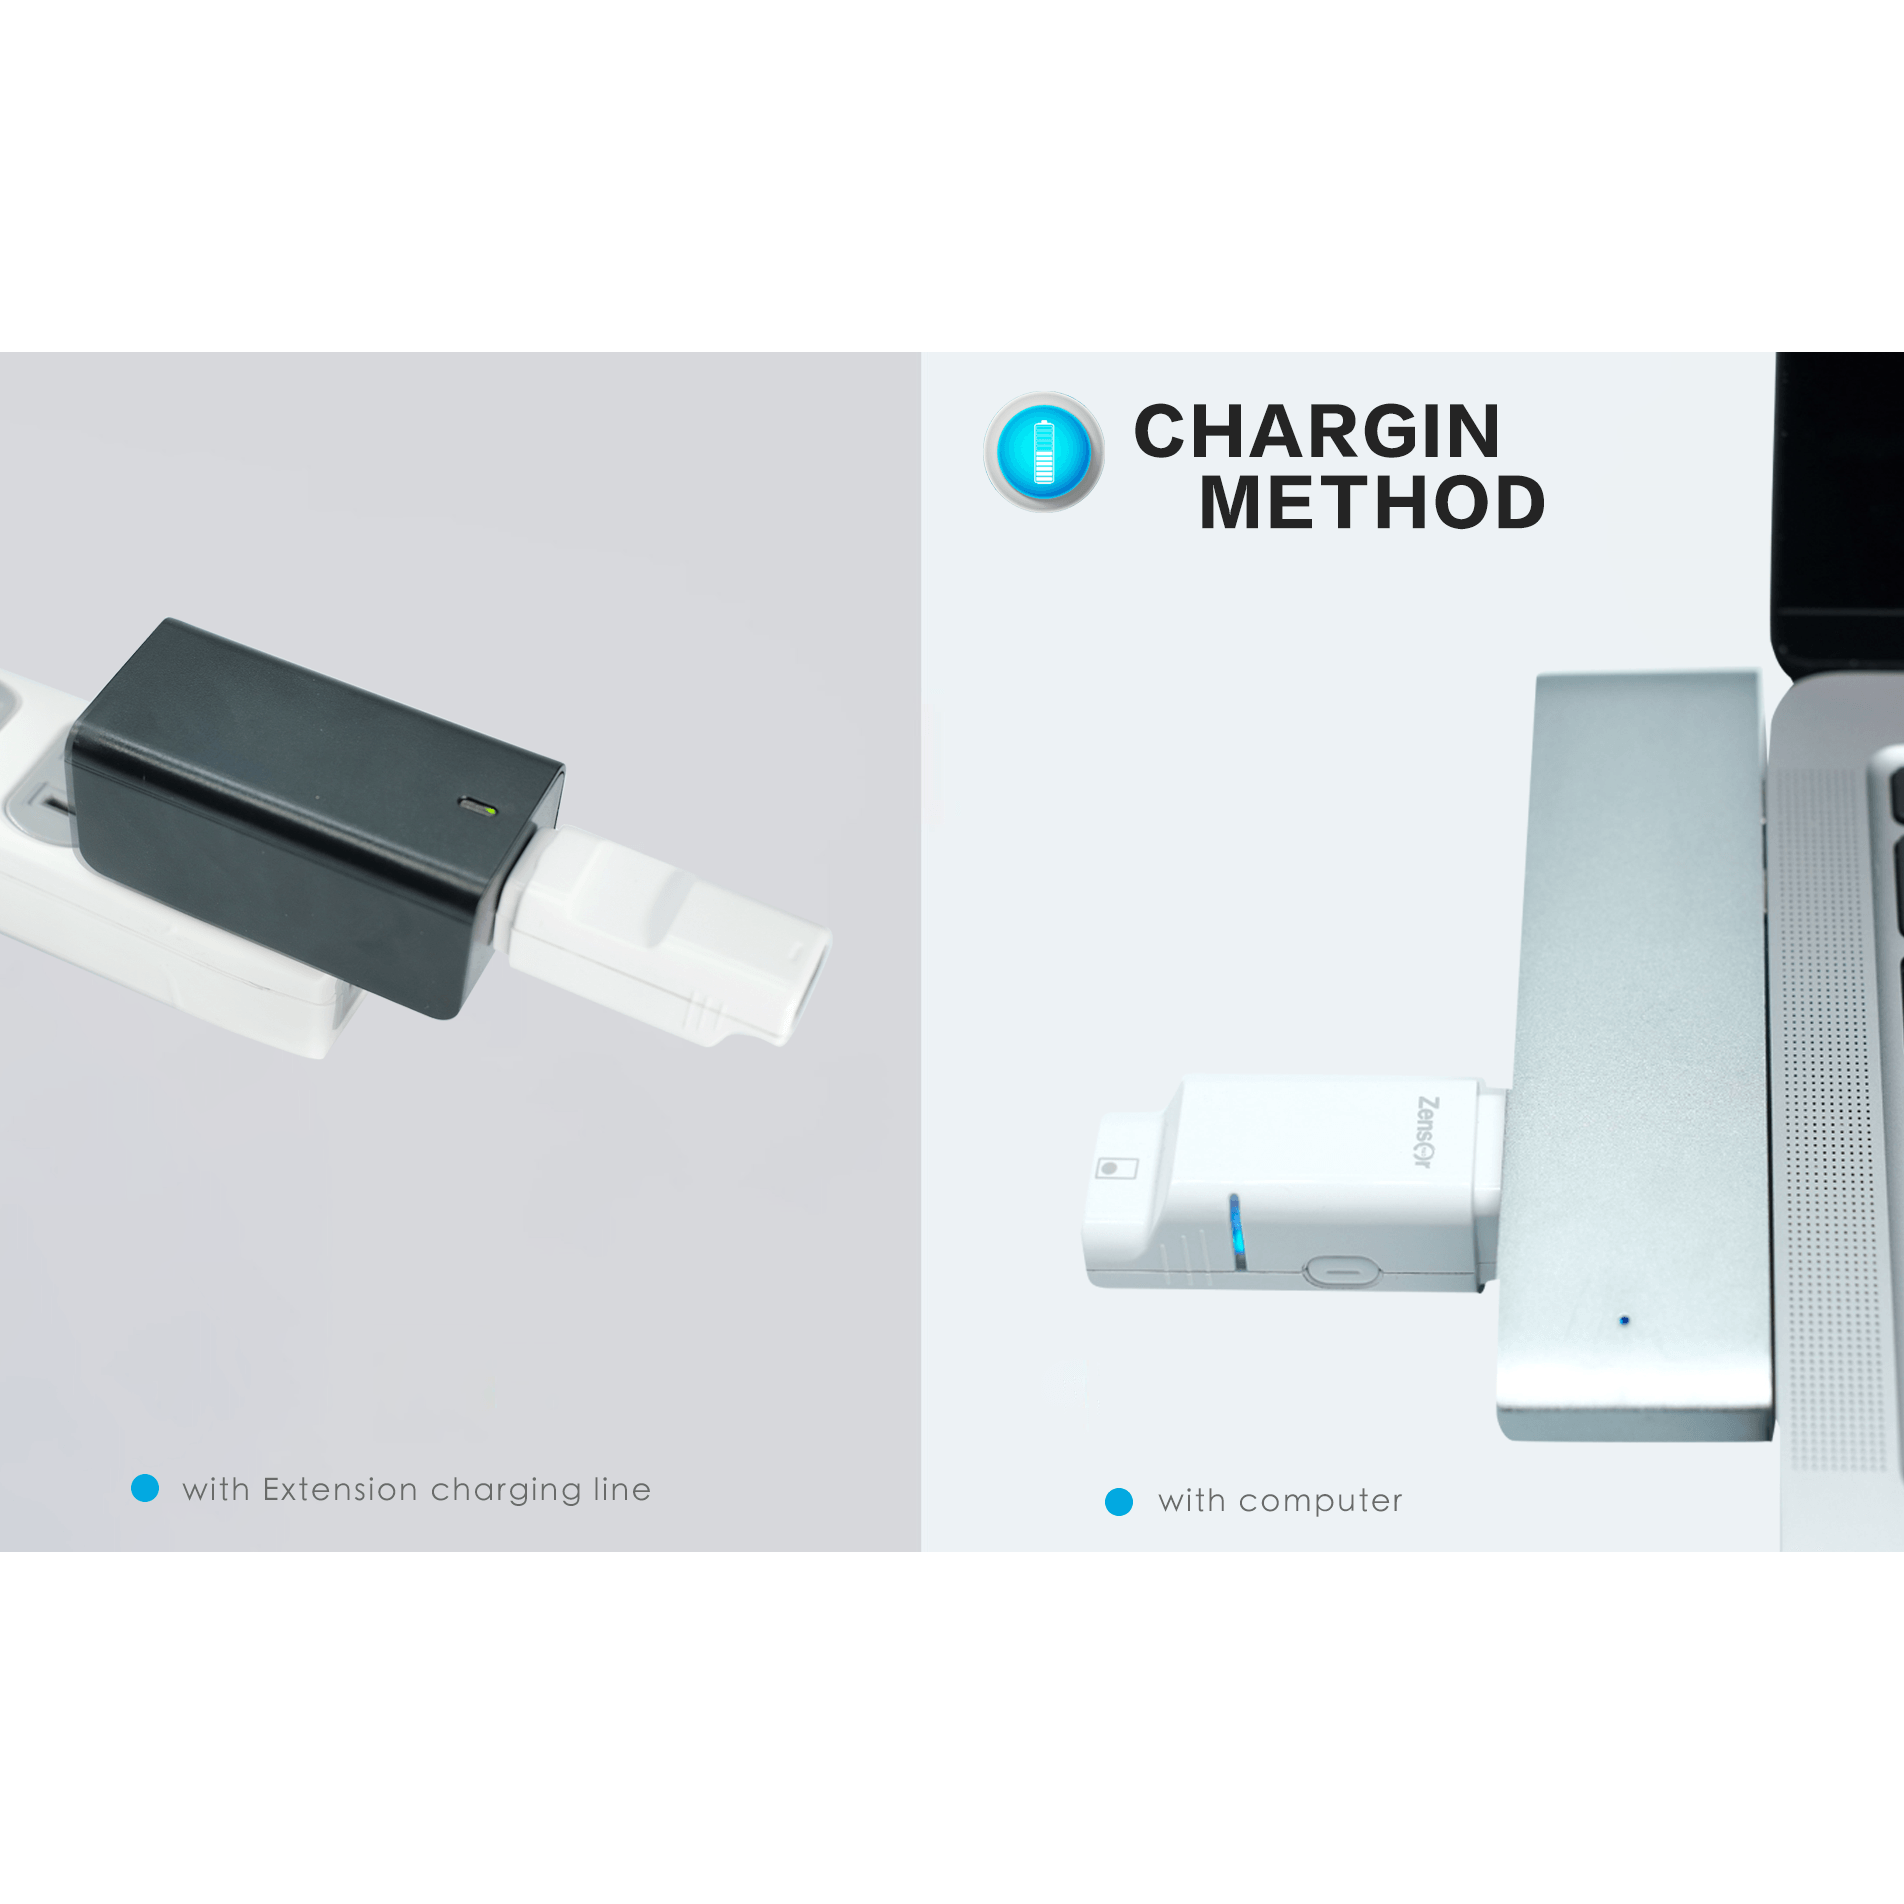 CHARGIN
METHOD
Zensor
with Extension charging line
with computer